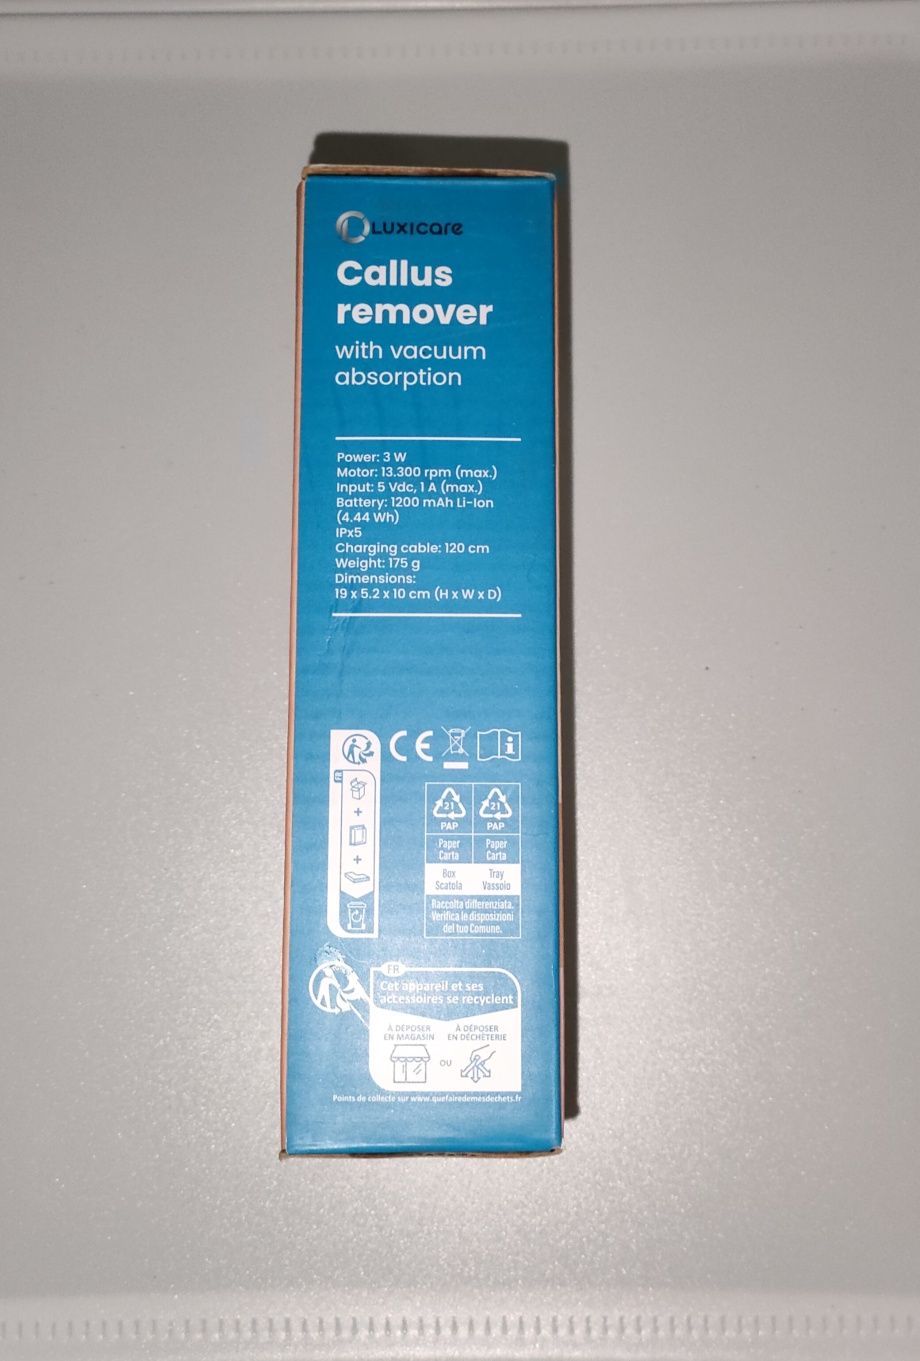 LUXICARE
Callus
remover
with vacuum
absorption
Power: 3 W
Motor: 13.300 rpm (max.)
Input: 5 Vdc, 1 A (max.)
Battery: 1200 mAh Li-Ion
(4.44 Wh)
IPx5
Charging cable: 120 cm
Weight: 175 g
Dimensions:
19 x 5.2 x 10 cm (H x W x D)
CE
FR
+
+
21 21
PAP PAP
Paper Paper
Carta Carta
Box Tray
Scatola Vassoio
Raccolta differenziata.
Verifica le disposizioni
del tuo Comune.
FR
Cet appareil et ses
accessoires se recyclent
À DÉPOSER À DÉPOSER
EN MAGASIN EN DÉCHÈTERIE
OU
Points de collecte sur www.quefairedemesdechets.fr